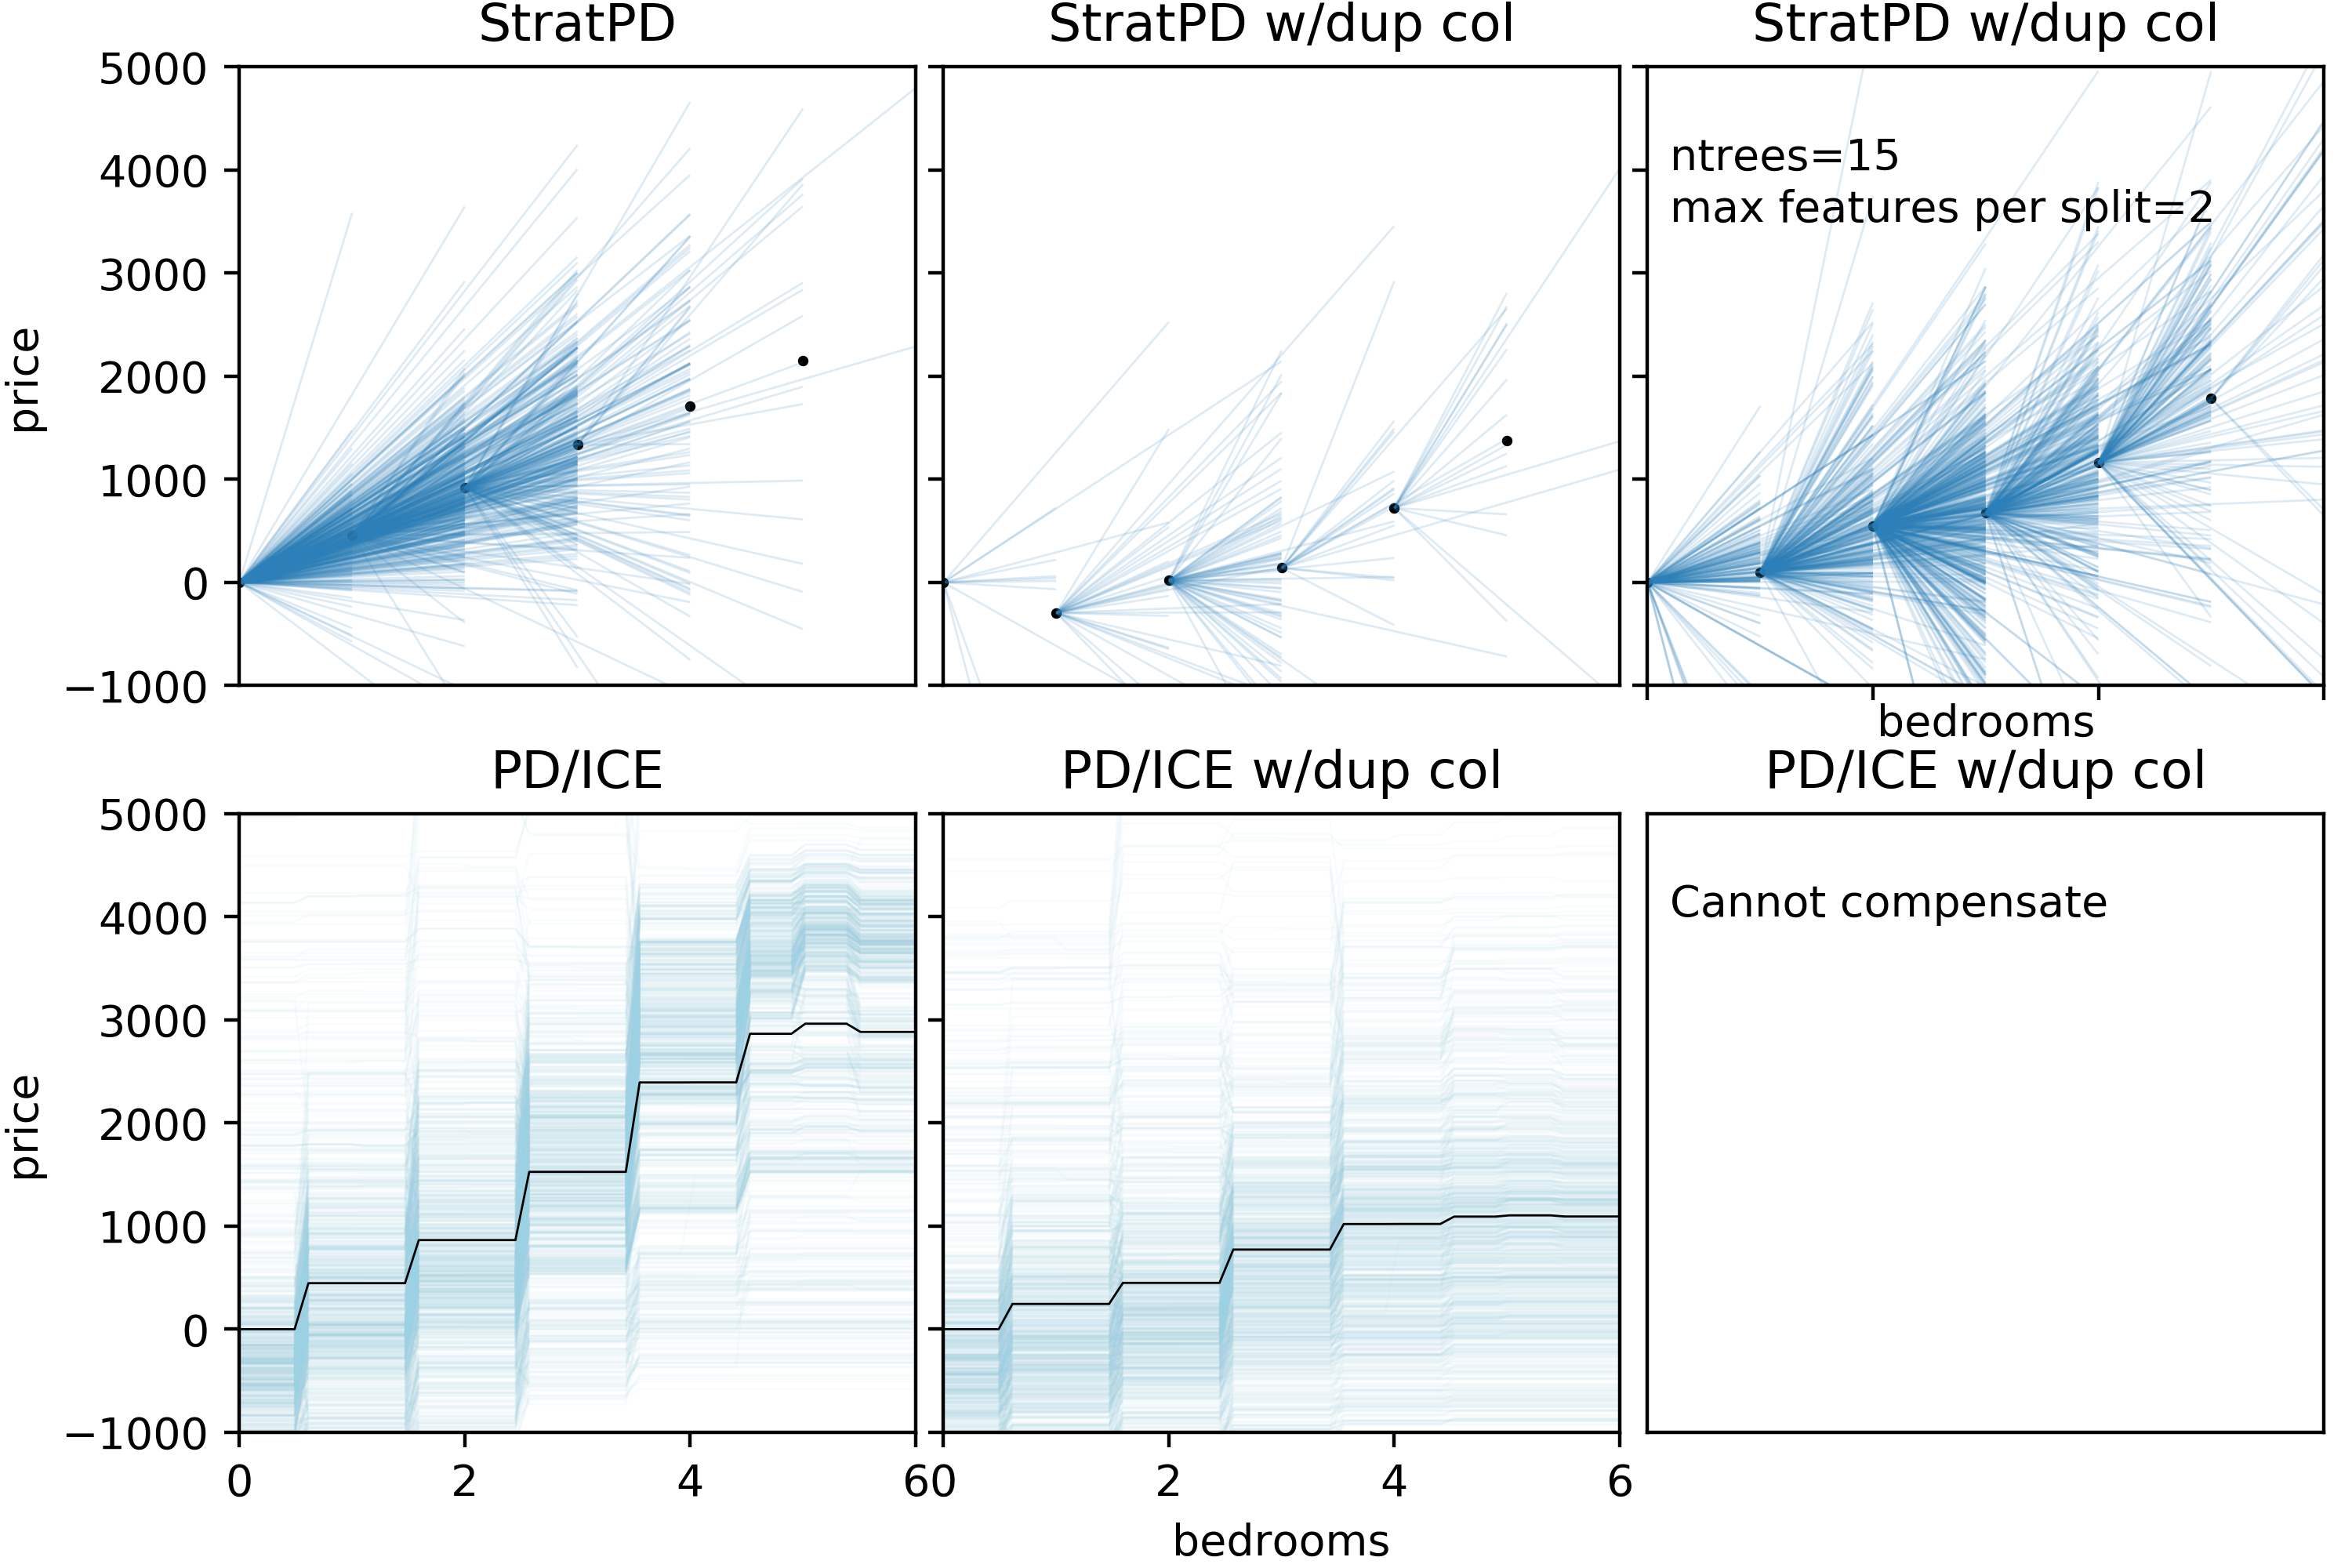 StratPD
StratPD w/dup col
StratPD w/dup col
5000
4000
3000
2000
1000
0
−1000
price
ntrees=15
max features per split=2
bedrooms
PD/ICE
PD/ICE w/dup col
PD/ICE w/dup col
5000
4000
3000
2000
1000
0
−1000
price
Cannot compensate
0 2 4 6
0 2 4 6
bedrooms